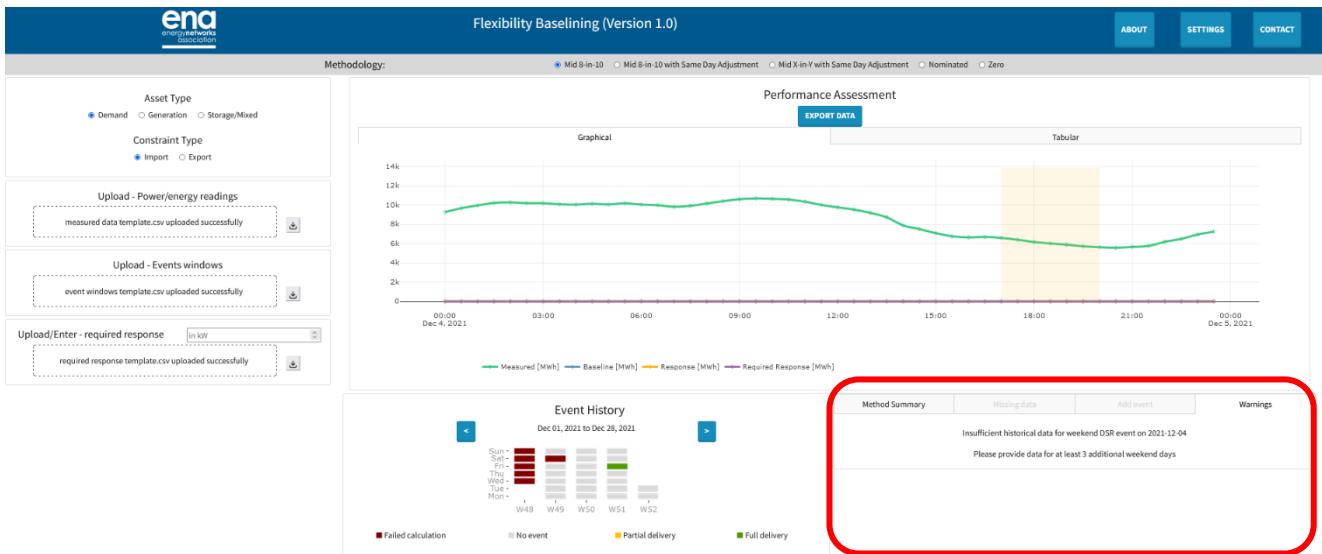 ena
energynetworks
association
Flexibility Baselining (Version 1.0)
ABOUT
SETTINGS
CONTACT
Methodology:
Mid 8-in-10
Mid 8-in-10 with Same Day Adjustment
Mid X-in-Y with Same Day Adjustment
Nominated
Zero
Asset Type
Demand
Generation
Storage/Mixed
Constraint Type
Import
Export
Upload - Power/energy readings
measured data template.csv uploaded successfully
Upload - Events windows
event windows template.csv uploaded successfully
Upload/Enter - required response
in kW
required response template.csv uploaded successfully
Performance Assessment
EXPORT DATA
Graphical
Tabular
14k
12k
10k
8k
6k
4k
2k
0
00:00
03:00
06:00
09:00
12:00
15:00
18:00
21:00
00:00
Dec 4, 2021
Dec 5, 2021
Measured [MWh]
Baseline [MWh]
Response [MWh]
Required Response [MWh]
Event History
<
Dec 01, 2021 to Dec 28, 2021
>
Sun
Sat
Fri
Thu
Wed
Tue
Mon
W48
W49
W50
W51
W52
Failed calculation
No event
Partial delivery
Full delivery
Method Summary
Missing data
Add event
Warnings
Insufficient historical data for weekend DSR event on 2021-12-04
Please provide data for at least 3 additional weekend days